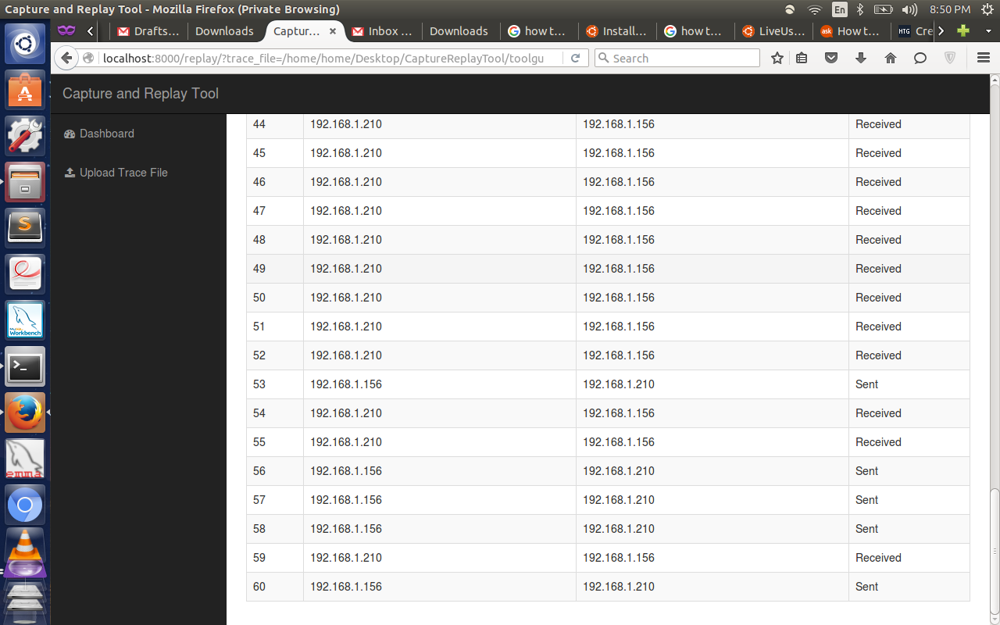 Capture and Replay Tool - Mozilla Firefox (Private Browsing)
En
8:50 PM
Drafts...
Downloads
Captur...
Inbox ...
Downloads
how t...
Install...
how t...
LiveUs...
ask
How t...
HTG
Cre
localhost:8000/replay/?trace_file=/home/home/Desktop/CaptureReplayTool/toolgu
Search
Capture and Replay Tool
Dashboard
Upload Trace File
44 192.168.1.210 192.168.1.156 Received
45 192.168.1.210 192.168.1.156 Received
46 192.168.1.210 192.168.1.156 Received
47 192.168.1.210 192.168.1.156 Received
48 192.168.1.210 192.168.1.156 Received
49 192.168.1.210 192.168.1.156 Received
50 192.168.1.210 192.168.1.156 Received
51 192.168.1.210 192.168.1.156 Received
52 192.168.1.210 192.168.1.156 Received
53 192.168.1.156 192.168.1.210 Sent
54 192.168.1.210 192.168.1.156 Received
55 192.168.1.210 192.168.1.156 Received
56 192.168.1.156 192.168.1.210 Sent
57 192.168.1.156 192.168.1.210 Sent
58 192.168.1.156 192.168.1.210 Sent
59 192.168.1.210 192.168.1.156 Received
60 192.168.1.156 192.168.1.210 Sent
Workbench
emma